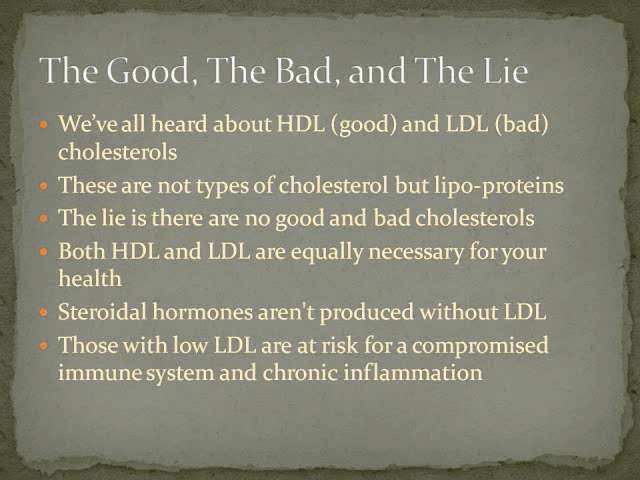 The Good, The Bad, and The Lie
• We've all heard about HDL (good) and LDL (bad)
cholesterols
• These are not types of cholesterol but lipo-proteins
• The lie is there are no good and bad cholesterols
• Both HDL and LDL are equally necessary for your
health
• Steroidal hormones aren't produced without LDL
• Those with low LDL are at risk for a compromised
immune system and chronic inflammation